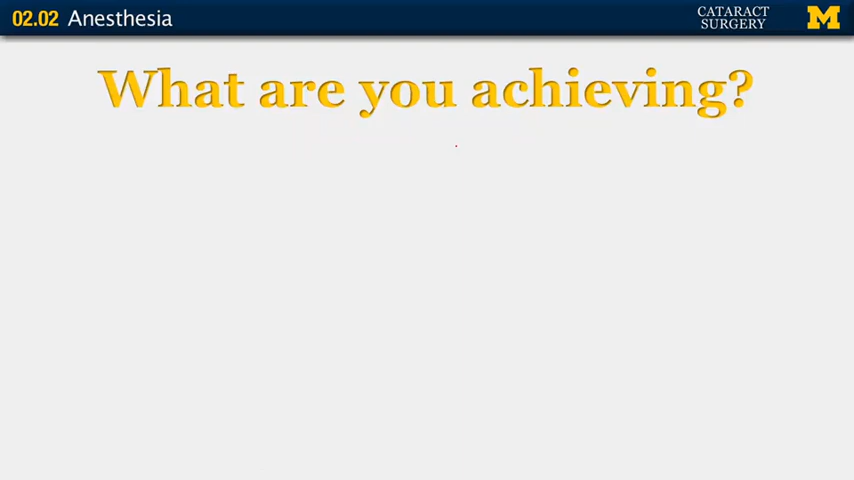 02.02 Anesthesia
CATARACT
SURGERY
M
What are you achieving?